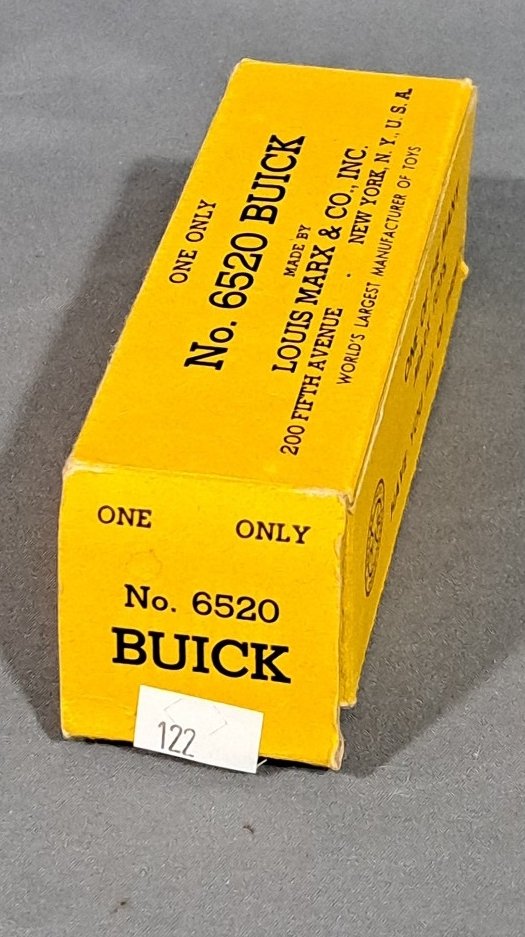 ONE ONLY
No. 6520 BUICK
MADE BY
LOUIS MARX & CO., INC.
200 FIFTH AVENUE . NEW YORK, N. Y., U. S. A.
WORLD'S LARGEST MANUFACTURER OF TOYS
ONE ONLY
No. 6520
BUICK
122